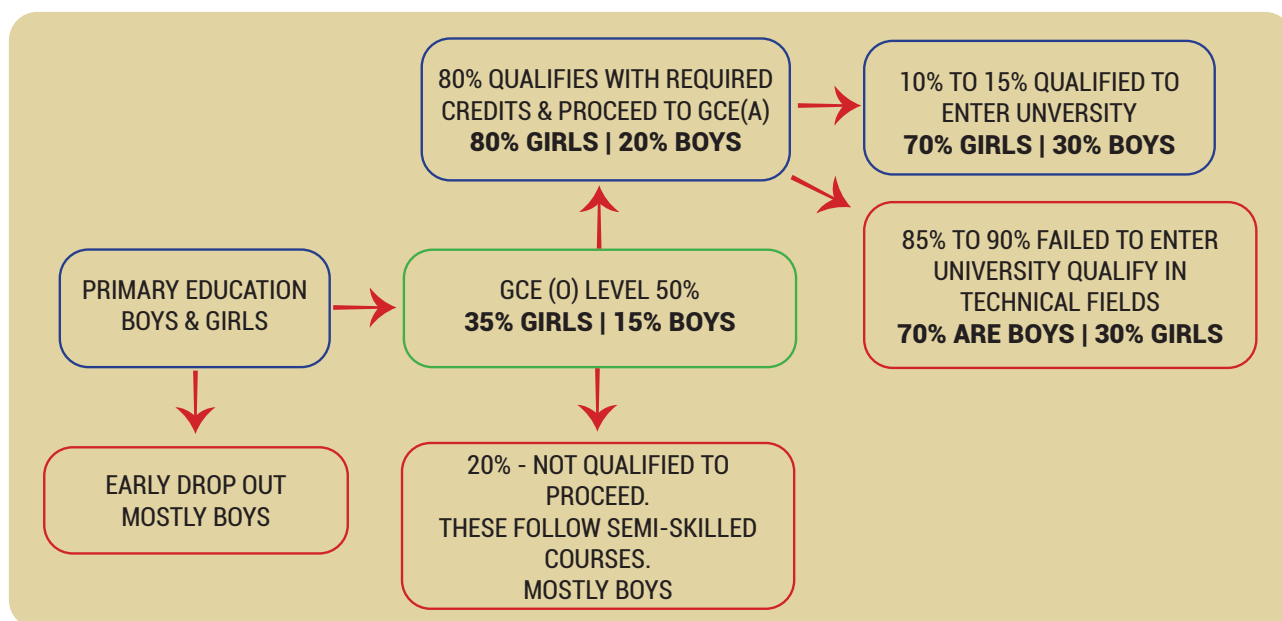 80% QUALIFIES WITH REQUIRED
CREDITS & PROCEED TO GCE(A)
80% GIRLS | 20% BOYS
10% TO 15% QUALIFIED TO
ENTER UNVERSITY
70% GIRLS | 30% BOYS
PRIMARY EDUCATION
BOYS & GIRLS
GCE (O) LEVEL 50%
35% GIRLS | 15% BOYS
85% TO 90% FAILED TO ENTER
UNIVERSITY QUALIFY IN
TECHNICAL FIELDS
70% ARE BOYS | 30% GIRLS
EARLY DROP OUT
MOSTLY BOYS
20% - NOT QUALIFIED TO
PROCEED.
THESE FOLLOW SEMI-SKILLED
COURSES.
MOSTLY BOYS